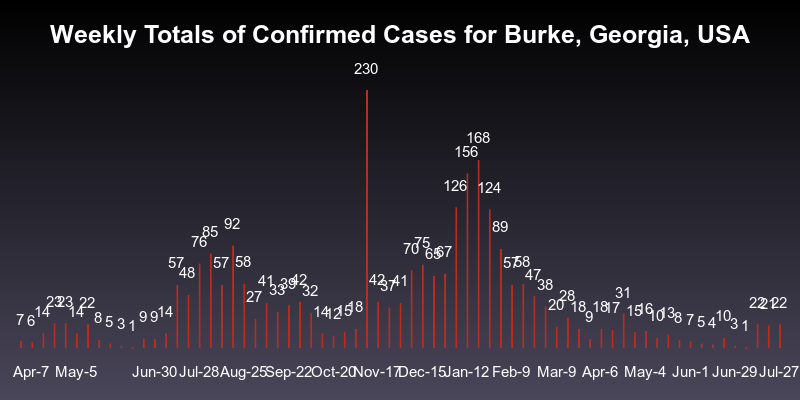 Weekly Totals of Confirmed Cases for Burke, Georgia, USA
230
168
156
126 124
92 89
85
76 75
70
65 67
57 57 58 57 58
48 47
41 42 42 37 41 38
33 39 32 31
27 28
23 23 22 20 22 21 22
14 14 14 14 12 15 18 18 18 17 15 16
7 6 8 5 3 1 9 9 9 10 13 8 7 5 4 10 3 1
Apr-7 May-5 Jun-30 Jul-28 Aug-25 Sep-22 Oct-20 Nov-17 Dec-15 Jan-12 Feb-9 Mar-9 Apr-6 May-4 Jun-1 Jun-29 Jul-27